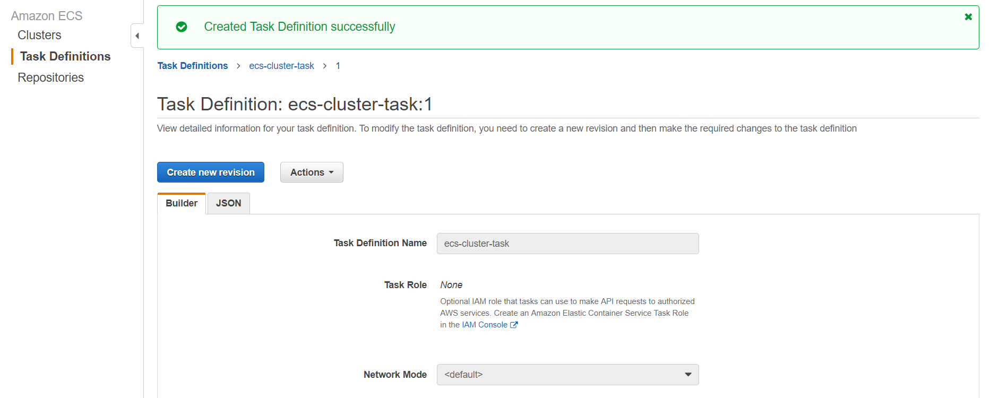 Amazon ECS
Clusters
Task Definitions
Repositories
Created Task Definition successfully
Task Definitions > ecs-cluster-task > 1
Task Definition: ecs-cluster-task:1
View detailed information for your task definition. To modify the task definition, you need to create a new revision and then make the required changes to the task definition
Create new revision Actions
Builder JSON
Task Definition Name ecs-cluster-task
Task Role None
Optional IAM role that tasks can use to make API requests to authorized
AWS services. Create an Amazon Elastic Container Service Task Role
in the IAM Console
Network Mode <default>